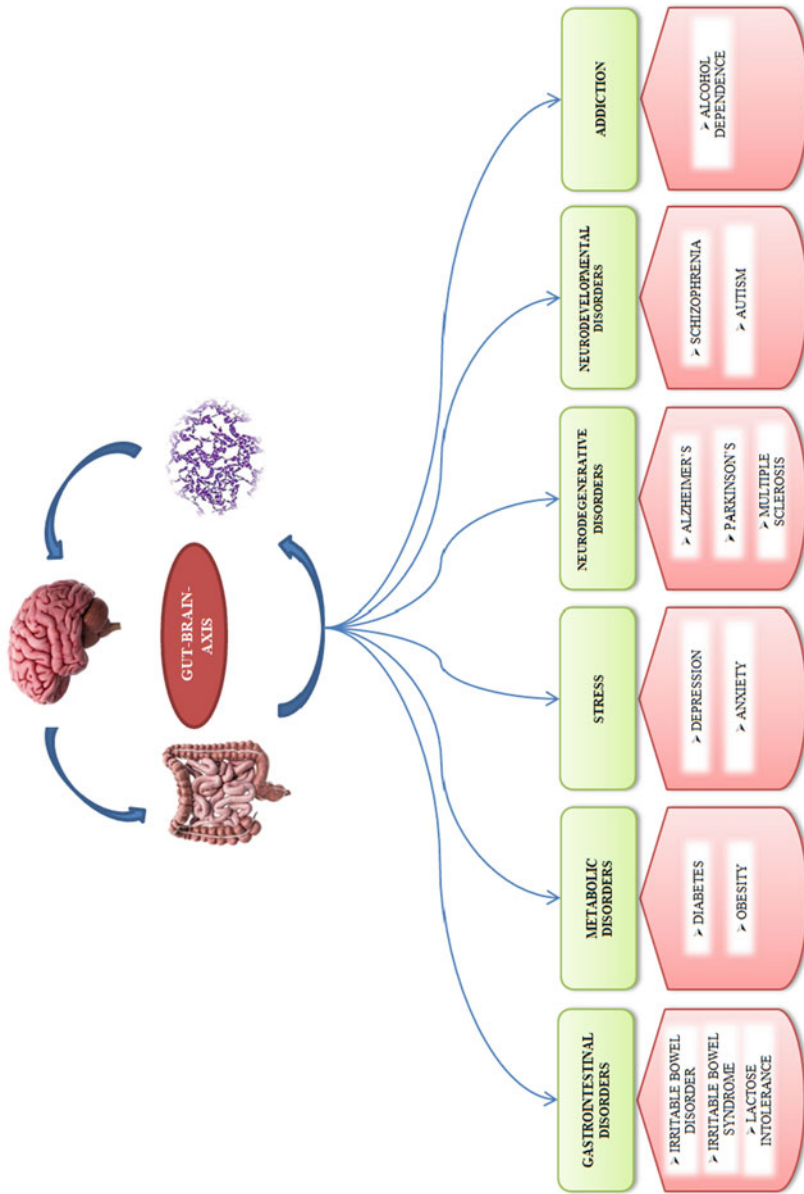 GUT-BRAIN-
AXIS
GASTROINTESTINAL
DISORDERS
➢ IRRITABLE BOWEL
DISORDER
➢ IRRITABLE BOWEL
SYNDROME
➢ LACTOSE
INTOLERANCE
METABOLIC
DISORDERS
➢ DIABETES
➢ OBESITY
STRESS
➢ DEPRESSION
➢ ANXIETY
NEURODEGENERATIVE
DISORDERS
➢ ALZHEIMER'S
➢ PARKINSON'S
➢ MULTIPLE
SCLEROSIS
NEURODEVELOPMENTAL
DISORDERS
➢ SCHIZOPHRENIA
➢ AUTISM
ADDICTION
➢ ALCOHOL
DEPENDENCE